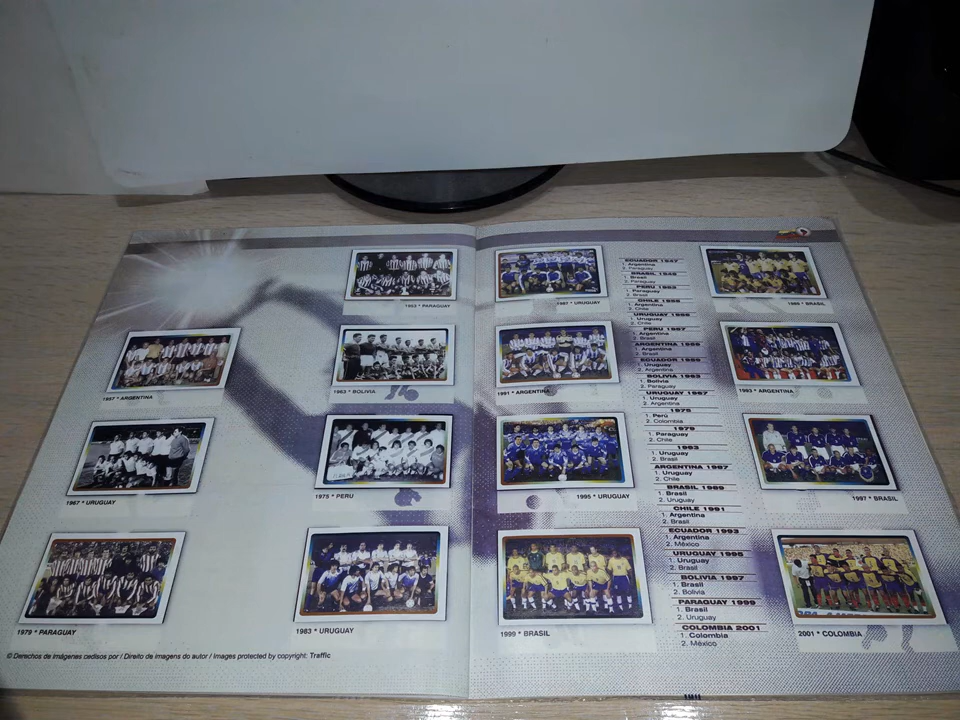 1953 * PARAGUAY
1957 * ARGENTINA
1963 * BOLIVIA
1967 * URUGUAY
1975 * PERU
1979 * PARAGUAY
1983 * URUGUAY
© Derechos de imágenes cedisos por / Direito de imagens do autor / Images protected by copyright: Traffic
1987 * URUGUAY
1989 * BRASIL
1991 * ARGENTINA
1993 * ARGENTINA
1995 * URUGUAY
1997 * BRASIL
1999 * BRASIL
2001 * COLOMBIA
ECUADOR 1947
1. Argentina
2. Paraguay
BRASIL 1949
1. Brasil
2. Paraguay
PERU 1953
1. Paraguay
2. Brasil
CHILE 1955
1. Argentina
2. Chile
URUGUAY 1956
1. Uruguay
2. Chile
PERU 1957
1. Argentina
2. Brasil
ARGENTINA 1959
1. Argentina
2. Brasil
ECUADOR 1959
1. Uruguay
2. Argentina
BOLIVIA 1963
1. Bolivia
2. Paraguay
URUGUAY 1967
1. Uruguay
2. Argentina
1975
1. Perú
2. Colombia
1979
1. Paraguay
2. Chile
1983
1. Uruguay
2. Brasil
ARGENTINA 1987
1. Uruguay
2. Chile
BRASIL 1989
1. Brasil
2. Uruguay
CHILE 1991
1. Argentina
2. Brasil
ECUADOR 1993
1. Argentina
2. México
URUGUAY 1995
1. Uruguay
2. Brasil
BOLIVIA 1997
1. Brasil
2. Bolivia
PARAGUAY 1999
1. Brasil
2. Uruguay
COLOMBIA 2001
1. Colombia
2. México